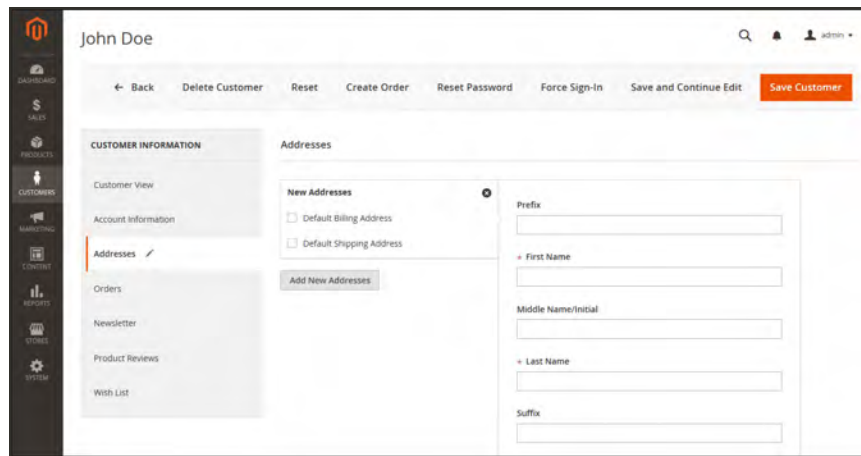 John Doe
admin
DASHBOARD
SALES
PRODUCTS
CUSTOMERS
MARKETING
CONTENT
REPORTS
STORES
SYSTEM
← Back Delete Customer Reset Create Order Reset Password Force Sign-In Save and Continue Edit Save Customer
CUSTOMER INFORMATION
Customer View
Account Information
Addresses
Orders
Newsletter
Product Reviews
Wish List
Addresses
New Addresses
Default Billing Address
Default Shipping Address
Add New Addresses
Prefix
* First Name
Middle Name/Initial
* Last Name
Suffix